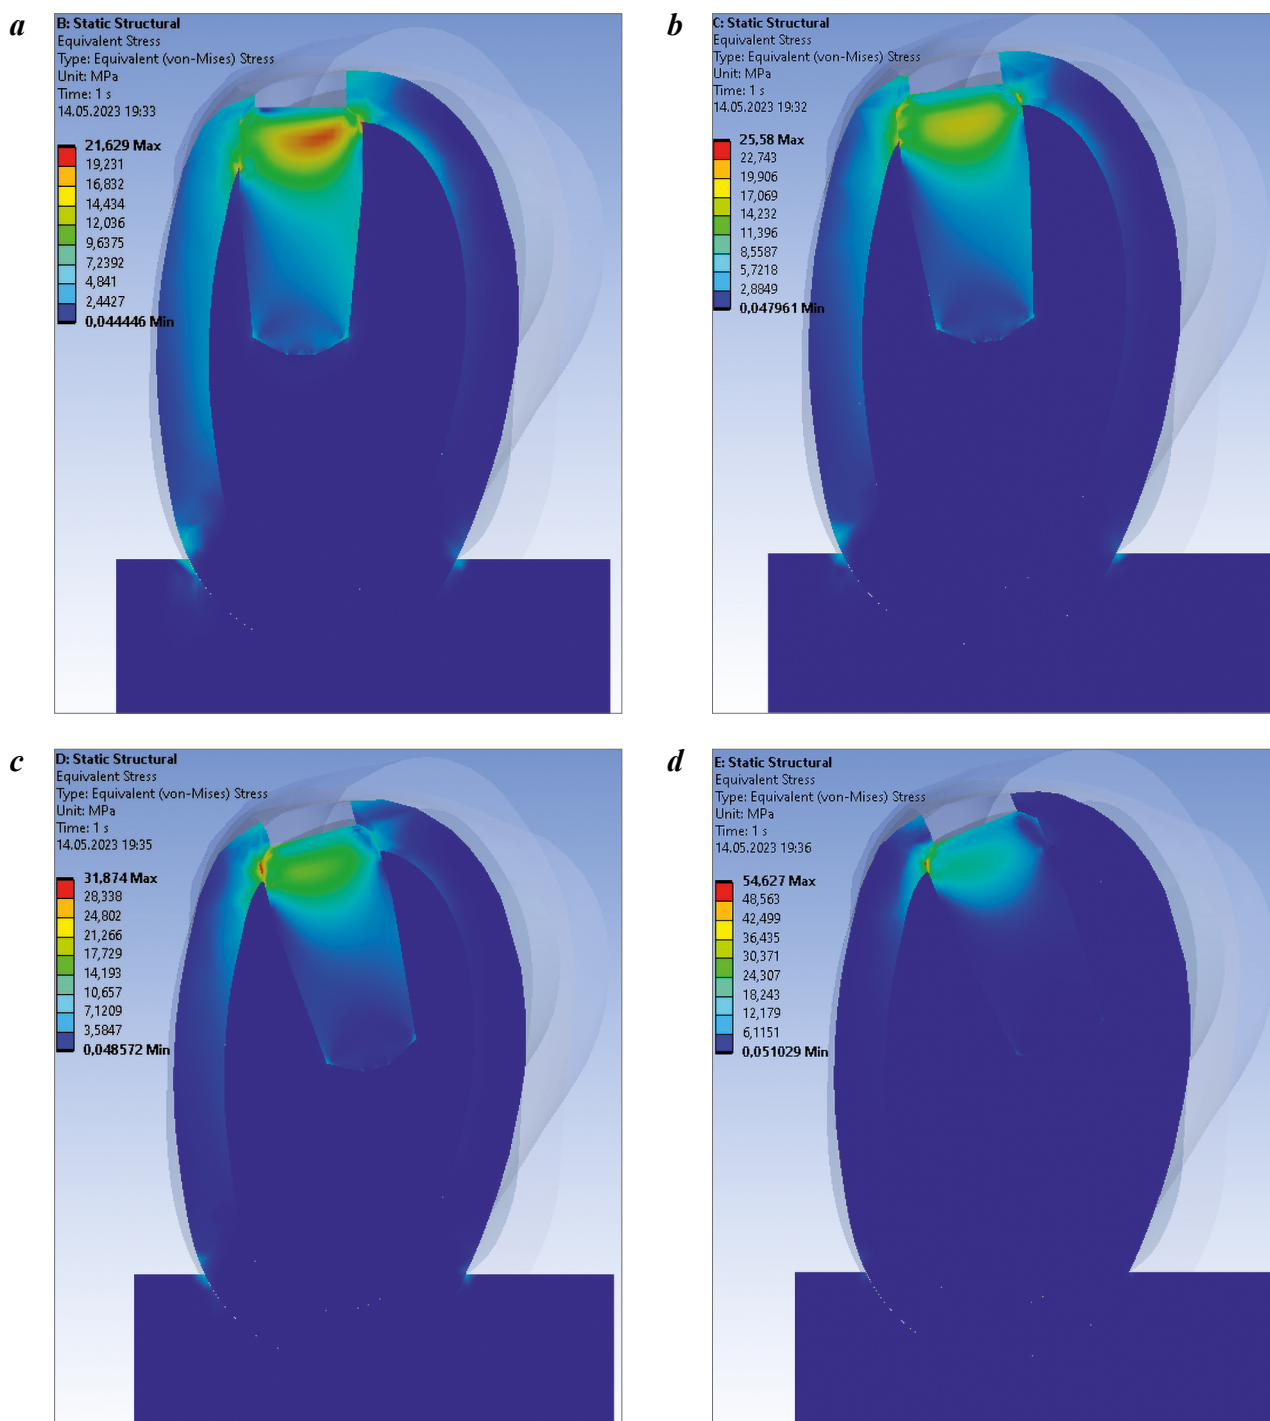 a
B: Static Structural
Equivalent Stress
Type: Equivalent (von-Mises) Stress
Unit: MPa
Time: 1 s
14.05.2023 19:33
21,629 Max
19,231
16,832
14,434
12,036
9,6375
7,2392
4,841
2,4427
0,044446 Min
b
C: Static Structural
Equivalent Stress
Type: Equivalent (von-Mises) Stress
Unit: MPa
Time: 1 s
14.05.2023 19:32
25,58 Max
22,743
19,906
17,069
14,232
11,396
8,5587
5,7218
2,8849
0,047961 Min
c
D: Static Structural
Equivalent Stress
Type: Equivalent (von-Mises) Stress
Unit: MPa
Time: 1 s
14.05.2023 19:35
31,874 Max
28,338
24,802
21,266
17,729
14,193
10,657
7,1209
3,5847
0,048572 Min
d
E: Static Structural
Equivalent Stress
Type: Equivalent (von-Mises) Stress
Unit: MPa
Time: 1 s
14.05.2023 19:36
54,627 Max
48,563
42,499
36,435
30,371
24,307
18,243
12,179
6,1151
0,051029 Min